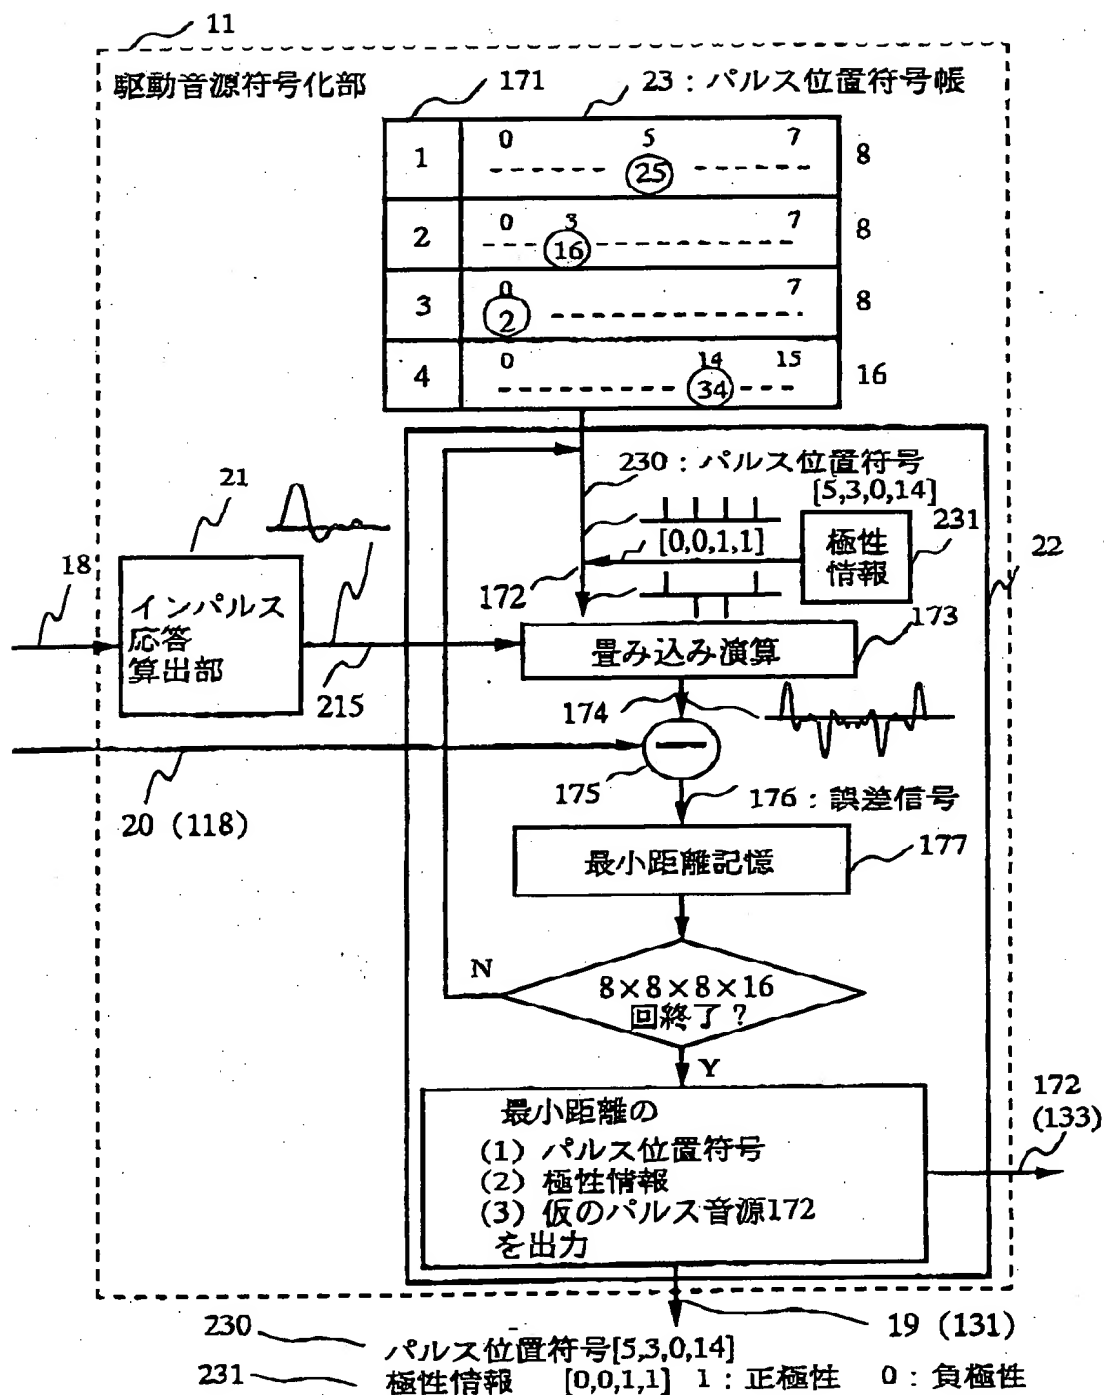 11
駆動音源符号化部
171
23：パルス位置符号帳
1
0
5
7
25
8
2
0
3
7
16
8
3
0
7
2
8
4
0
14
15
34
16
230：パルス位置符号
[5,3,0,14]
21
[0,0,1,1]
極性
情報
231
22
18
172
インパルス
応答
算出部
畳み込み演算
173
215
174
175
176：誤差信号
20（118）
最小距離記憶
177
N
8×8×8×16
回終了？
Y
最小距離の
（1）パルス位置符号
（2）極性情報
（3）仮のパルス音源172
を出力
172
(133)
19（131）
230
パルス位置符号[5,3,0,14]
231
極性情報　[0,0,1,1]　1：正極性　0：負極性